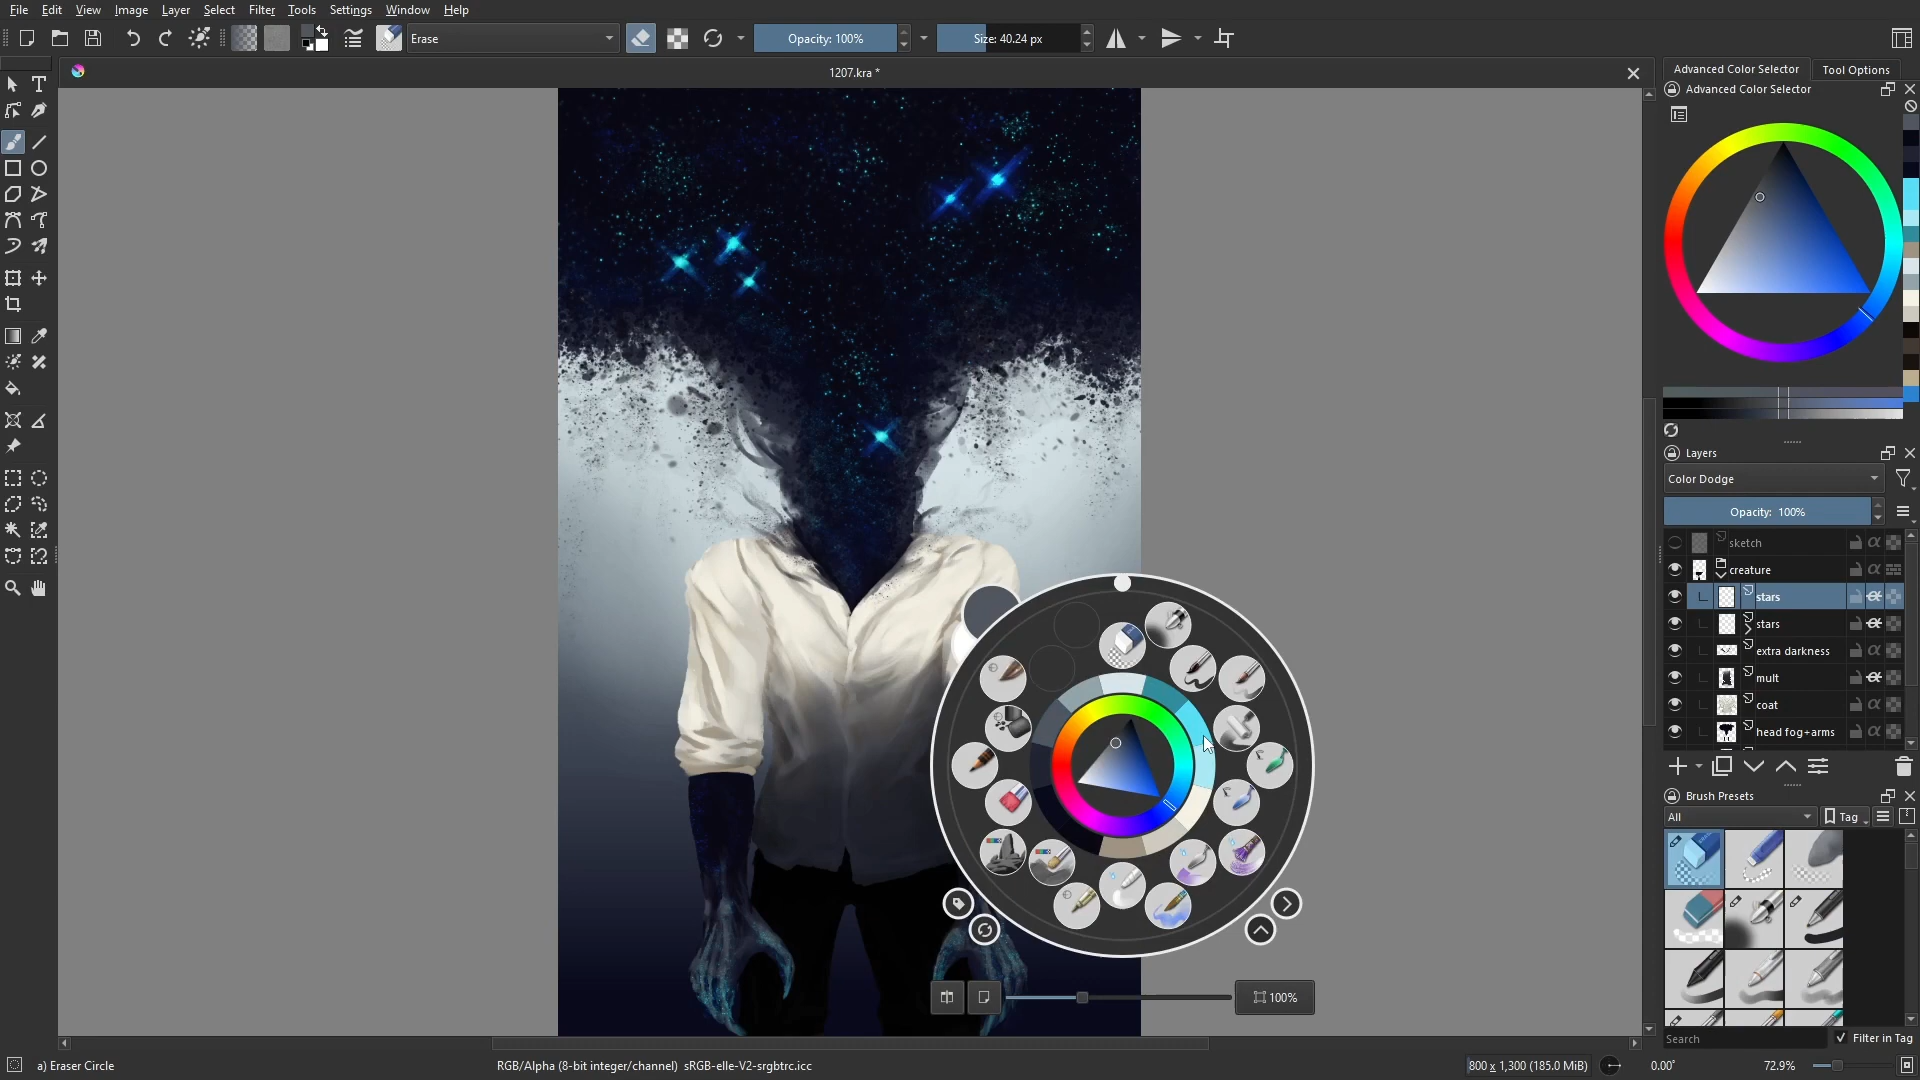 File Edit View Image Layer Select Filter Tools Settings Window Help
Erase Opacity: 100% Size: 40.24 px
1207.kra *
Advanced Color Selector Tool Options
Advanced Color Selector
Layers
Color Dodge
Opacity: 100%
sketch
creature
stars
stars
extra darkness
mult
coat
head fog+arms
Brush Presets
All Tag
100%
Search Filter in Tag
a) Eraser Circle RGB/Alpha (8-bit integer/channel) sRGB-elle-V2-srgbtrc.icc 800 x 1,300 (185.0 MiB) 0.00° 72.9%